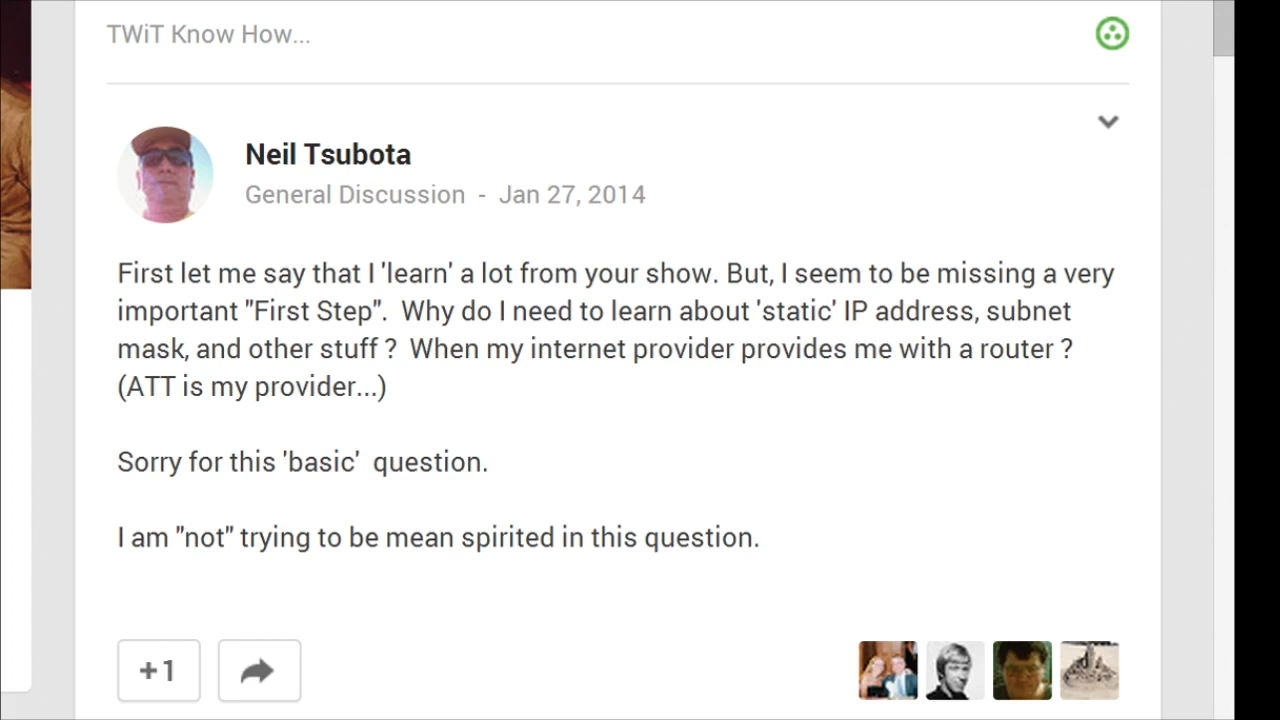 TWiT Know How...
Neil Tsubota
General Discussion - Jan 27, 2014
First let me say that I 'learn' a lot from your show. But, I seem to be missing a very
important "First Step".  Why do I need to learn about 'static' IP address, subnet
mask, and other stuff ?  When my internet provider provides me with a router ?
(ATT is my provider...)
Sorry for this 'basic'  question.
I am "not" trying to be mean spirited in this question.
+1